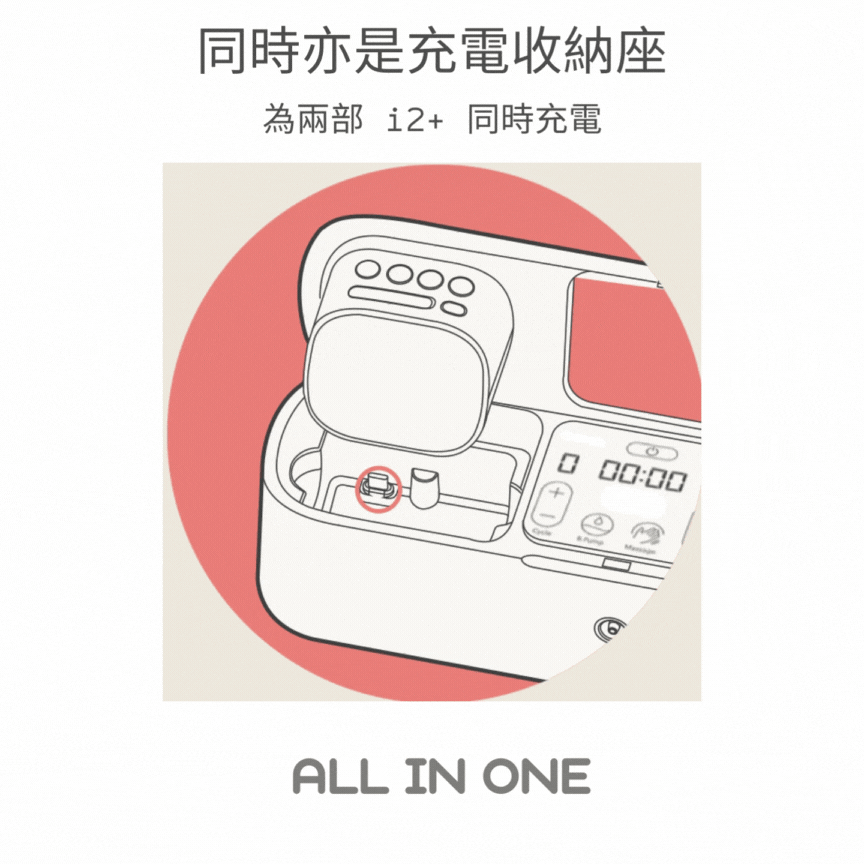 同時亦是充電收納座
為兩部 i2+ 同時充電
0 00:00
Cycle
B.Pump
Massage
ALL IN ONE